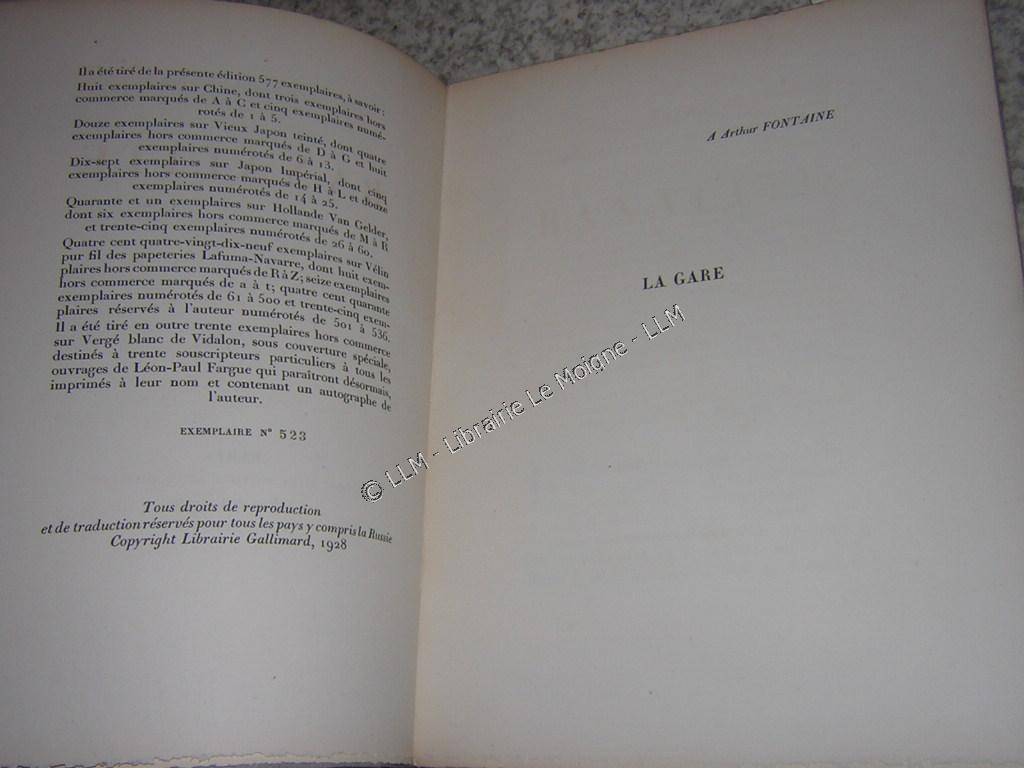 Il a été tiré de la présente édition 577 exemplaires, à savoir :
Huit exemplaires sur Chine, dont trois exemplaires hors
commerce marqués de A à C et cinq exemplaires numé-
rotés de 1 à 5.
Douze exemplaires sur Vieux Japon teinté, dont quatre
exemplaires hors commerce marqués de D à G et huit
exemplaires numérotés de 6 à 13.
Dix-sept exemplaires sur Japon Impérial, dont cinq
exemplaires hors commerce marqués de H à L et douze
exemplaires numérotés de 14 à 25.
Quarante et un exemplaires sur Hollande Van Gelder,
dont six exemplaires hors commerce marqués de M à R
et trente-cinq exemplaires numérotés de 26 à 60.
Quatre cent quatre-vingt-dix-neuf exemplaires sur Vélin
pur fil des papeteries Lafuma-Navarre, dont huit exem-
plaires hors commerce marqués de R à Z; seize exemplaires
hors commerce marqués de a à t; quatre cent quarante
exemplaires numérotés de 61 à 500 et trente-cinq exem-
plaires réservés à l'auteur numérotés de 501 à 536.
Il a été tiré en outre trente exemplaires hors commerce
sur Vergé blanc de Vidalon, sous couverture spéciale,
destinés à trente souscripteurs particuliers à tous les
ouvrages de Léon-Paul Fargue qui paraîtront désormais,
imprimés à leur nom et contenant un autographe de
l'auteur.
EXEMPLAIRE N° 523
Tous droits de reproduction
et de traduction réservés pour tous les pays y compris la Russie
Copyright Librairie Gallimard, 1928
A Arthur FONTAINE
LA GARE
© LLM - Librairie Le Moigne - LLM